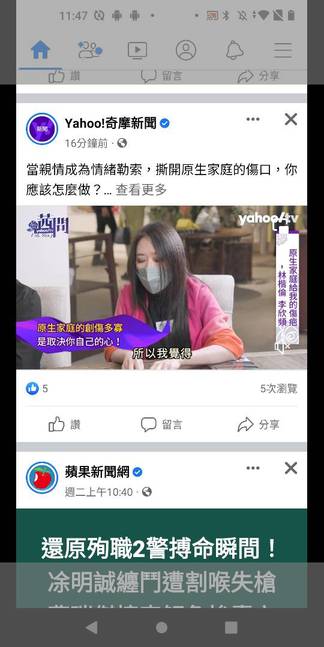 11:47
讚 留言 分享
Yahoo!奇摩新聞
16分鐘前
當親情成為情緒勒索，撕開原生家庭的傷口，你
應該怎麼做？... 查看更多
yahoo!tv
原生家庭給我的傷疤
，林楷倫 李欣頻
原生家庭的創傷多寡
是取決你自己的心！
所以我覺得
5
5次瀏覽
讚 留言 分享
蘋果新聞網
週二上午10:40
還原殉職2警搏命瞬間！
凃明誠纏鬥遭割喉失槍